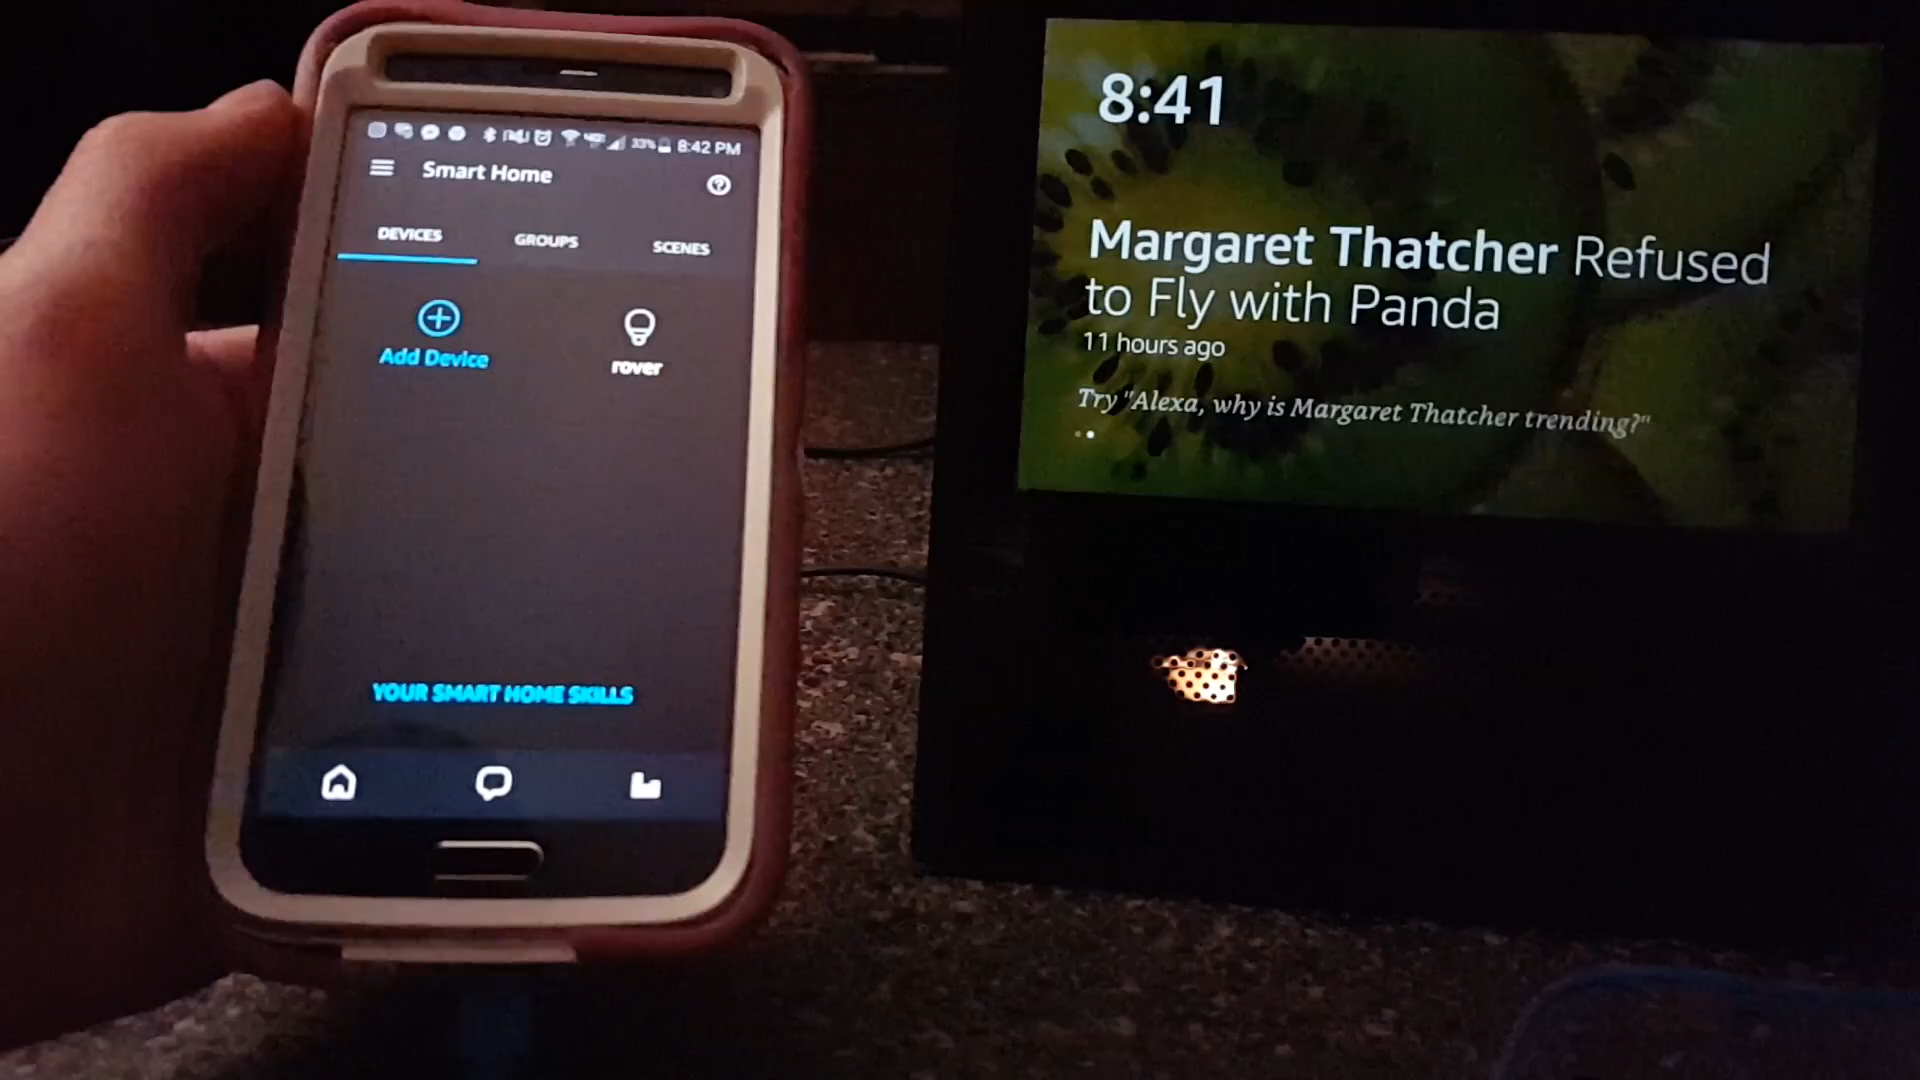 33% 8:42 PM
Smart Home
DEVICES GROUPS SCENES
Add Device rover
YOUR SMART HOME SKILLS
8:41
Margaret Thatcher Refused
to Fly with Panda
11 hours ago
Try "Alexa, why is Margaret Thatcher trending?"